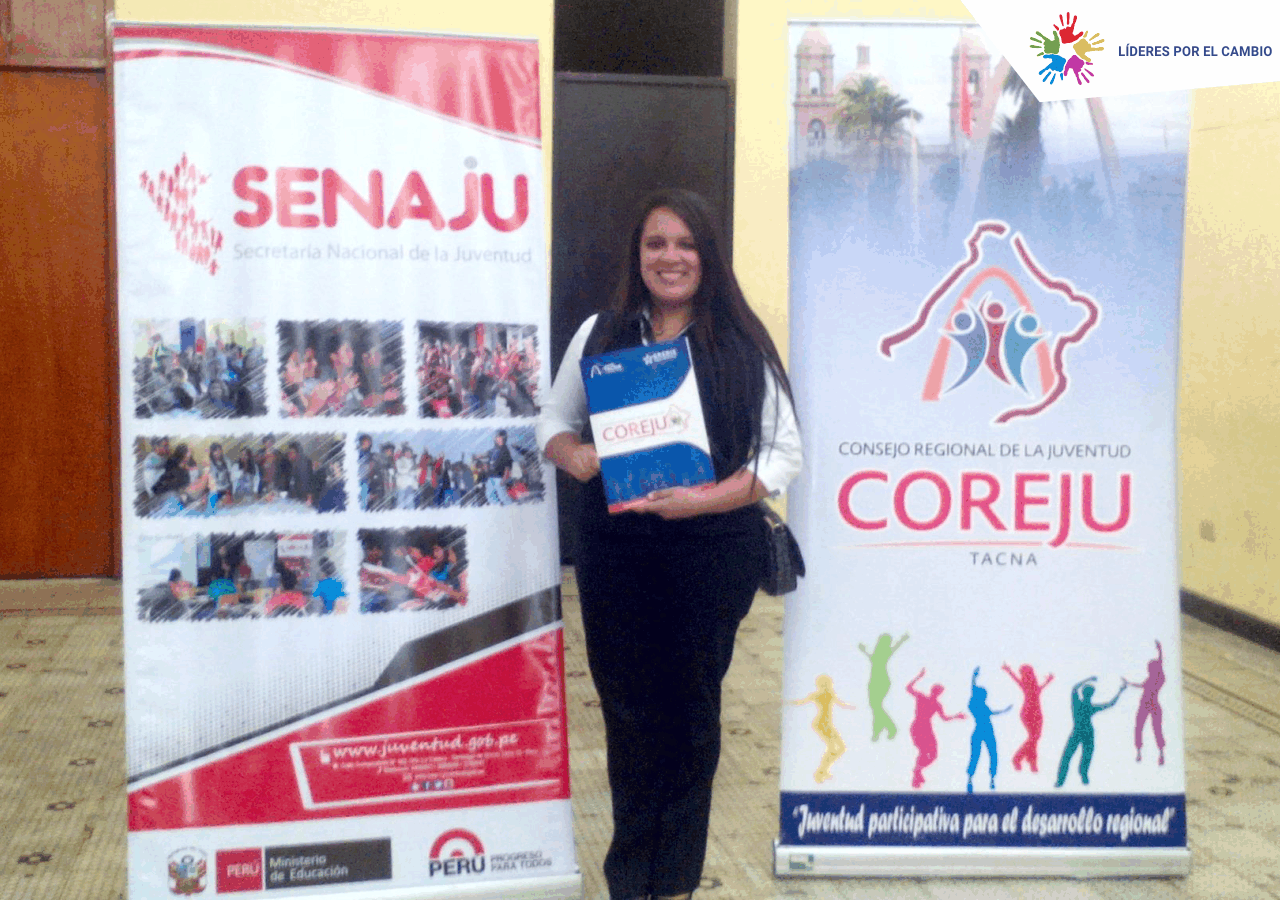 LÍDERES POR EL CAMBIO
SENAJU
Secretaría Nacional de la Juventud
www.juventud.gob.pe
PERÚ
Ministerio
de Educación
PERÚ
PROGRESO
PARA TODOS
COREJU
CONSEJO REGIONAL DE LA JUVENTUD
COREJU
TACNA
"Juventud participativa para el desarrollo regional"